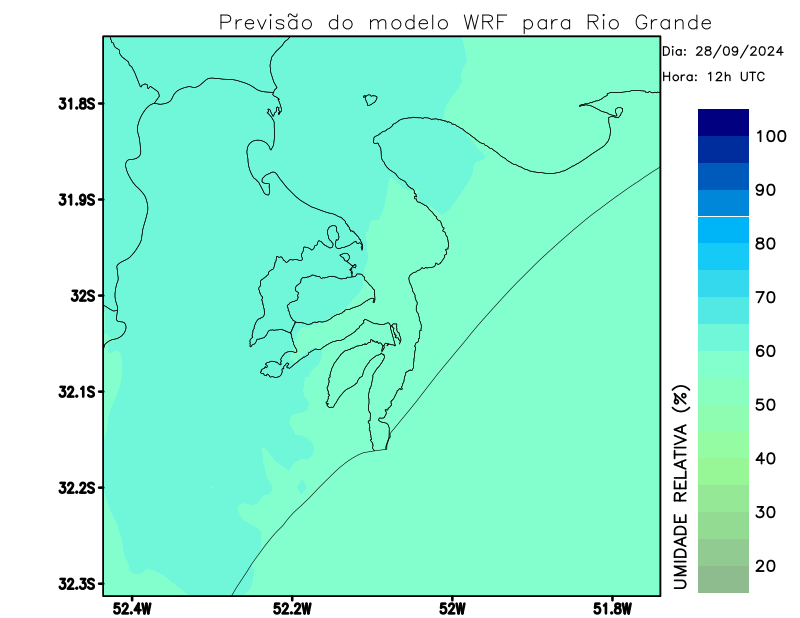 Previsão do modelo WRF para Rio Grande
Dia: 28/09/2024
Hora: 12h UTC
31.8S
31.9S
32S
32.1S
32.2S
32.3S
52.4W
52.2W
52W
51.8W
100
90
80
70
60
50
40
30
20
UMIDADE RELATIVA (%)